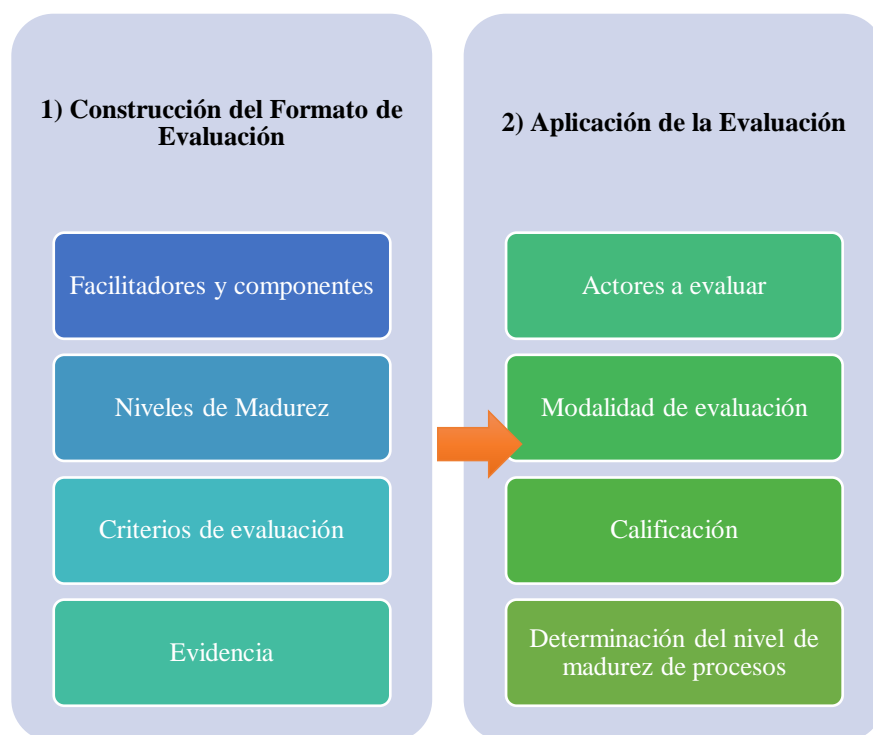 1) Construcción del Formato de
Evaluación
Facilitadores y componentes
Niveles de Madurez
Criterios de evaluación
Evidencia
2) Aplicación de la Evaluación
Actores a evaluar
Modalidad de evaluación
Calificación
Determinación del nivel de
madurez de procesos